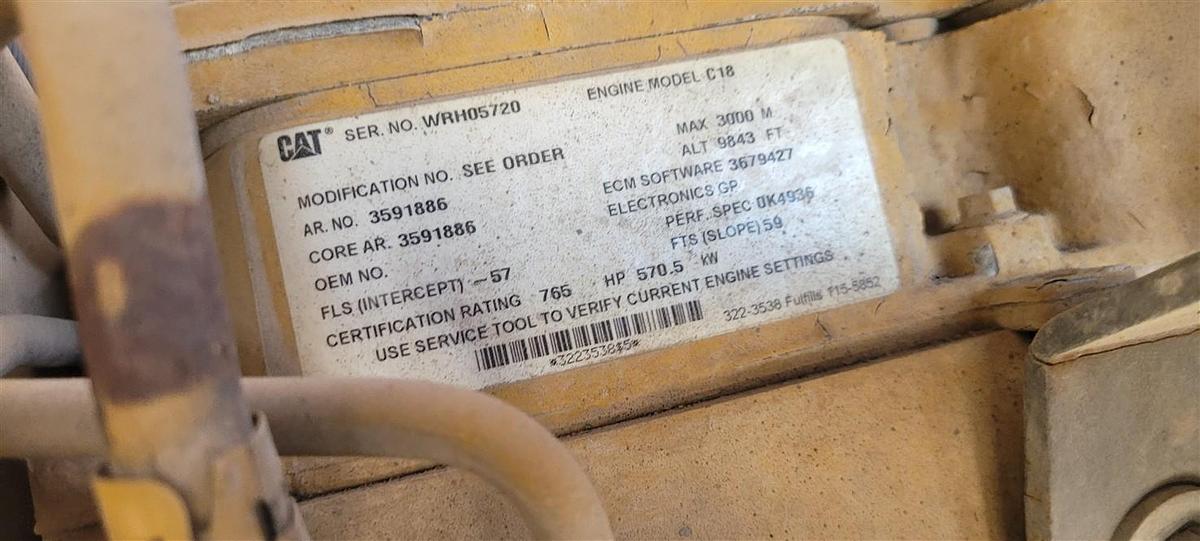 CAT® SER. NO. WRH05720 ENGINE MODEL C18
MODIFICATION NO. SEE ORDER MAX 3000 M
ALT 9843 FT
AR. NO. 3591886 ECM SOFTWARE 3679427
CORE AR. 3591886 ELECTRONICS GP
OEM NO. PERF. SPEC 0K4936
FLS (INTERCEPT) -57 FTS (SLOPE) 59
CERTIFICATION RATING 765 HP 570.5 kW
USE SERVICE TOOL TO VERIFY CURRENT ENGINE SETTINGS
*3223538$5* 322-3538 Fulfills 115-5852